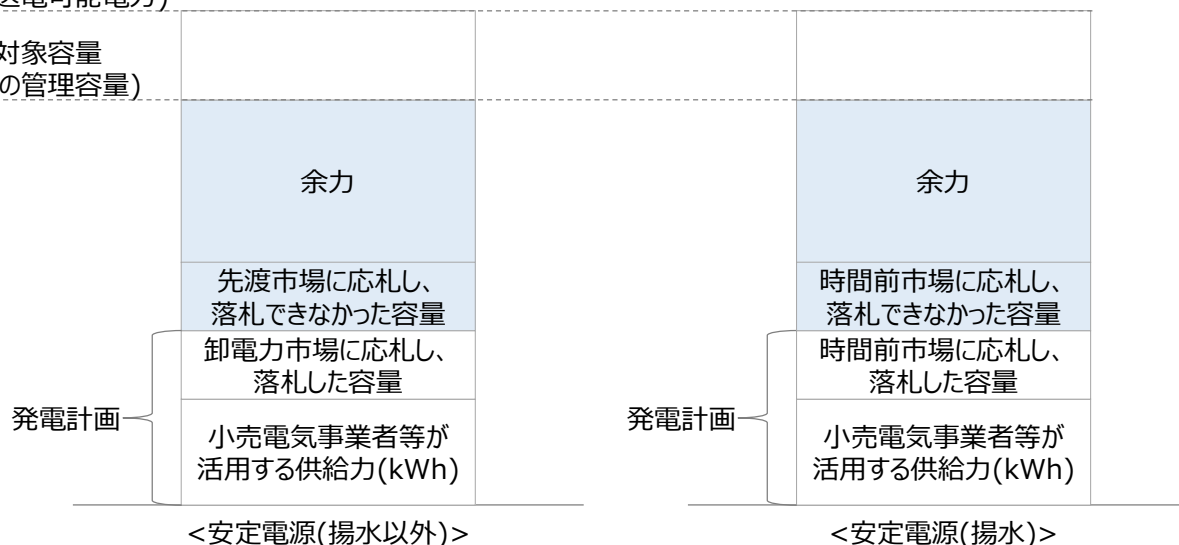 送電可能電力)
対象容量
の管理容量)
余力
先渡市場に応札し、
落札できなかった容量
卸電力市場に応札し、
落札した容量
発電計画
小売電気事業者等が
活用する供給力(kWh)
<安定電源(揚水以外)>
余力
時間前市場に応札し、
落札できなかった容量
時間前市場に応札し、
落札した容量
発電計画
小売電気事業者等が
活用する供給力(kWh)
<安定電源(揚水)>